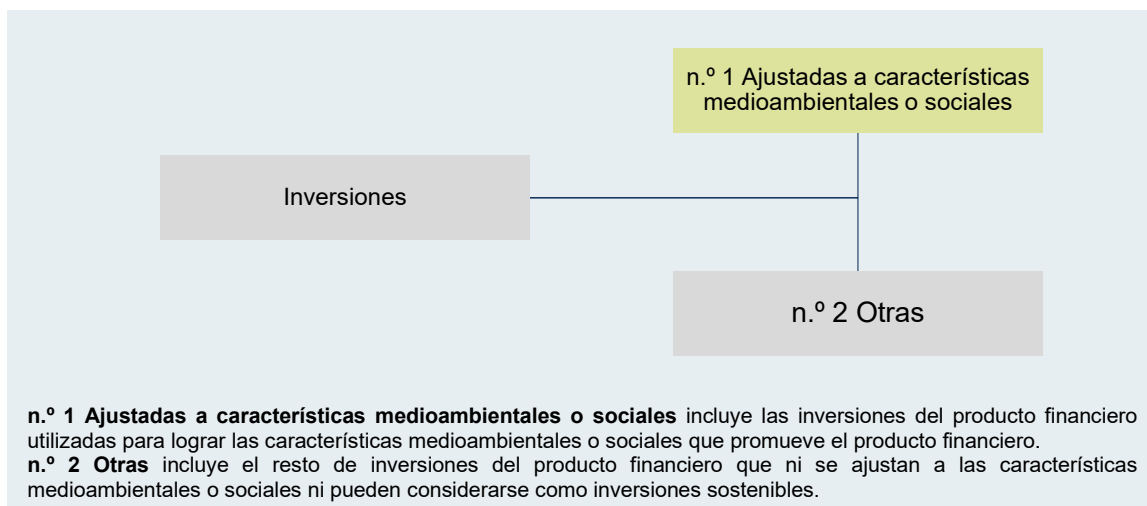 n.º 1 Ajustadas a características
medioambientales o sociales
Inversiones
n.º 2 Otras
n.º 1 Ajustadas a características medioambientales o sociales incluye las inversiones del producto financiero
utilizadas para lograr las características medioambientales o sociales que promueve el producto financiero.
n.º 2 Otras incluye el resto de inversiones del producto financiero que ni se ajustan a las características
medioambientales o sociales ni pueden considerarse como inversiones sostenibles.